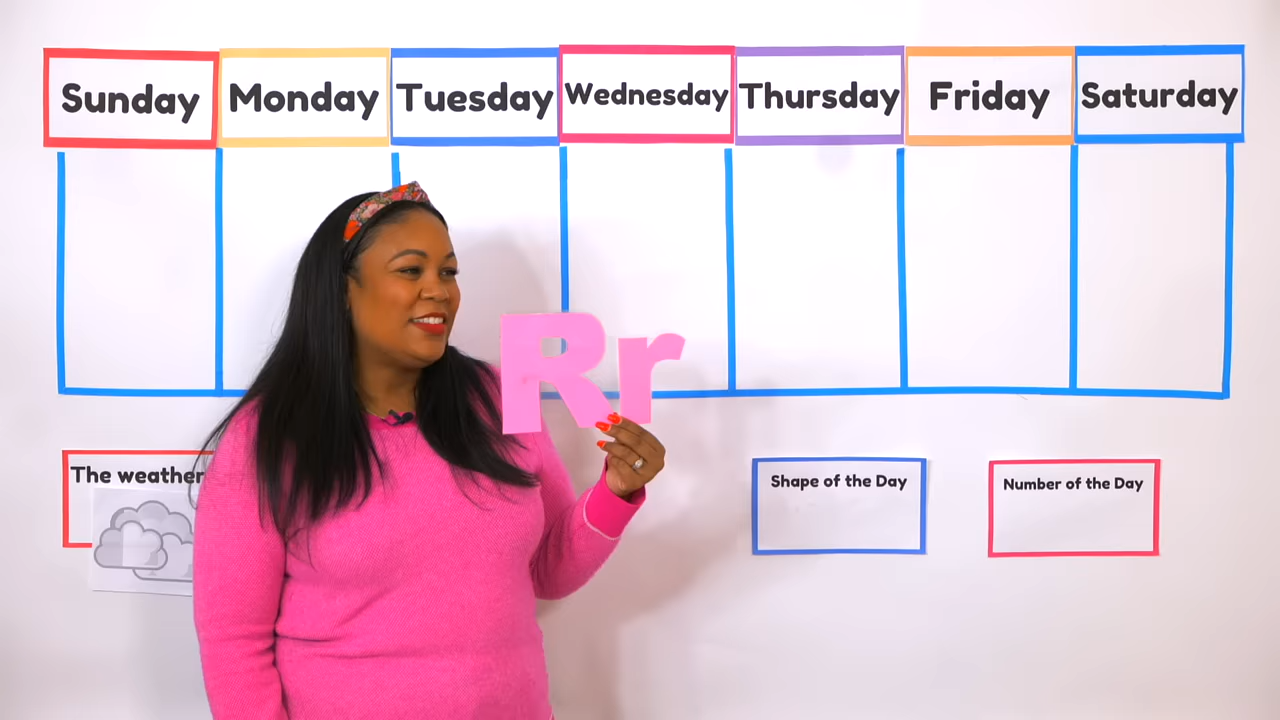 Sunday Monday Tuesday Wednesday Thursday Friday Saturday
Rr
The weather
Shape of the Day
Number of the Day